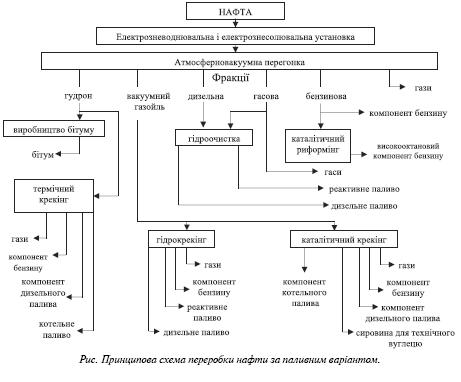 НАФТА
Електрозневоднювальна і електрознесолювальна установка
Атмосферновакуумна перегонка
Фракції
гудрон
вакуумний
газойль
дизельна
гасова
бензинова
гази
компонент бензину
виробництво бітуму
гідроочистка
каталітичний
риформінг
високооктановий
компонент бензину
бітум
гаси
термічний
крекінг
реактивне паливо
дизельне паливо
гідрокрекінг
каталітичний крекінг
гази
компонент
бензину
компонент
дизельного
палива
котельне
паливо
гази
компонент
бензину
реактивне
паливо
дизельне паливо
гази
компонент
котельного
палива
компонент
бензину
компонент
дизельного палива
сировина для технічного
вуглецю
Рис. Принципова схема переробки нафти за паливним варіантом.